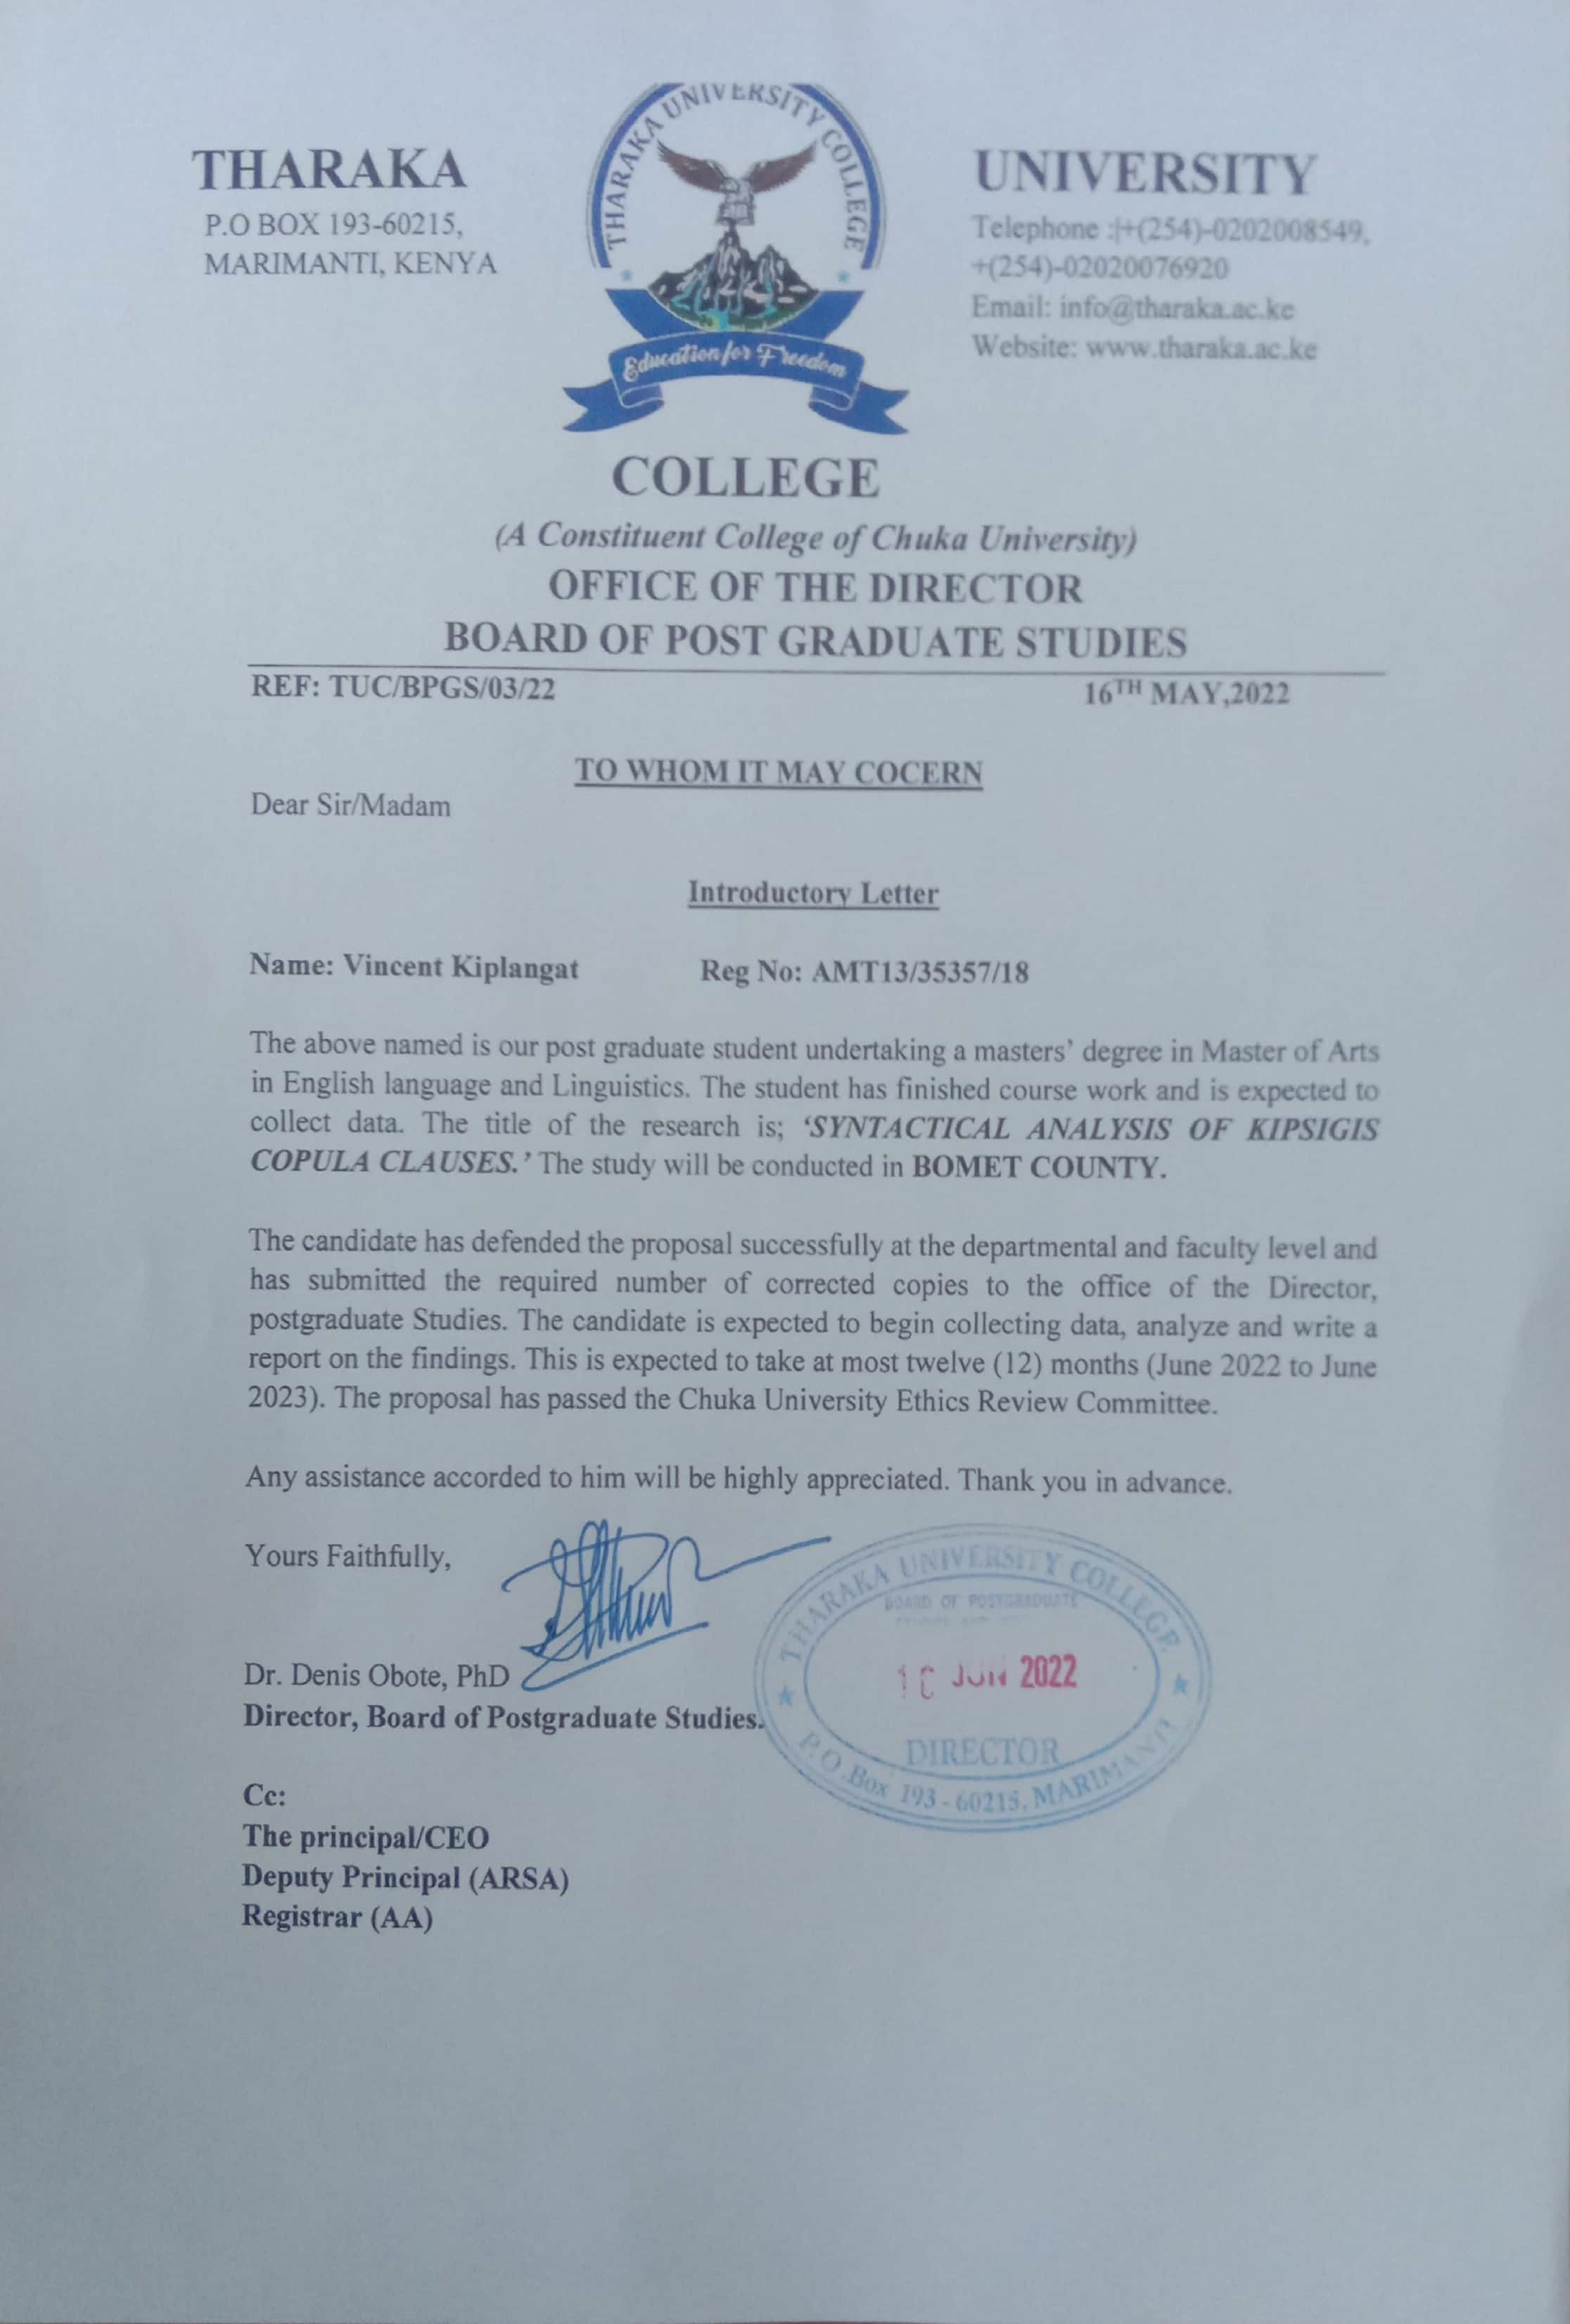 THARAKA UNIVERSITY COLLEGE
Education for Freedom
THARAKA
P.O BOX 193-60215,
MARIMANTI, KENYA
UNIVERSITY
Telephone :+(254)-0202008549,
+(254)-02020076920
Email: info@tharaka.ac.ke
Website: www.tharaka.ac.ke
COLLEGE
(A Constituent College of Chuka University)
OFFICE OF THE DIRECTOR
BOARD OF POST GRADUATE STUDIES
REF: TUC/BPGS/03/22 16TH MAY,2022
TO WHOM IT MAY COCERN
Dear Sir/Madam
Introductory Letter
Name: Vincent Kiplangat Reg No: AMT13/35357/18
The above named is our post graduate student undertaking a masters’ degree in Master of Arts
in English language and Linguistics. The student has finished course work and is expected to
collect data. The title of the research is; ‘SYNTACTICAL ANALYSIS OF KIPSIGIS
COPULA CLAUSES.’ The study will be conducted in BOMET COUNTY.
The candidate has defended the proposal successfully at the departmental and faculty level and
has submitted the required number of corrected copies to the office of the Director,
postgraduate Studies. The candidate is expected to begin collecting data, analyze and write a
report on the findings. This is expected to take at most twelve (12) months (June 2022 to June
2023). The proposal has passed the Chuka University Ethics Review Committee.
Any assistance accorded to him will be highly appreciated. Thank you in advance.
Yours Faithfully,
Dr. Denis Obote, PhD
Director, Board of Postgraduate Studies.
THARAKA UNIVERSITY COLLEGE
BOARD OF POSTGRADUATE
JUN 2022
DIRECTOR
P.O. Box 193 - 60215, MARIMANTI
Cc:
The principal/CEO
Deputy Principal (ARSA)
Registrar (AA)